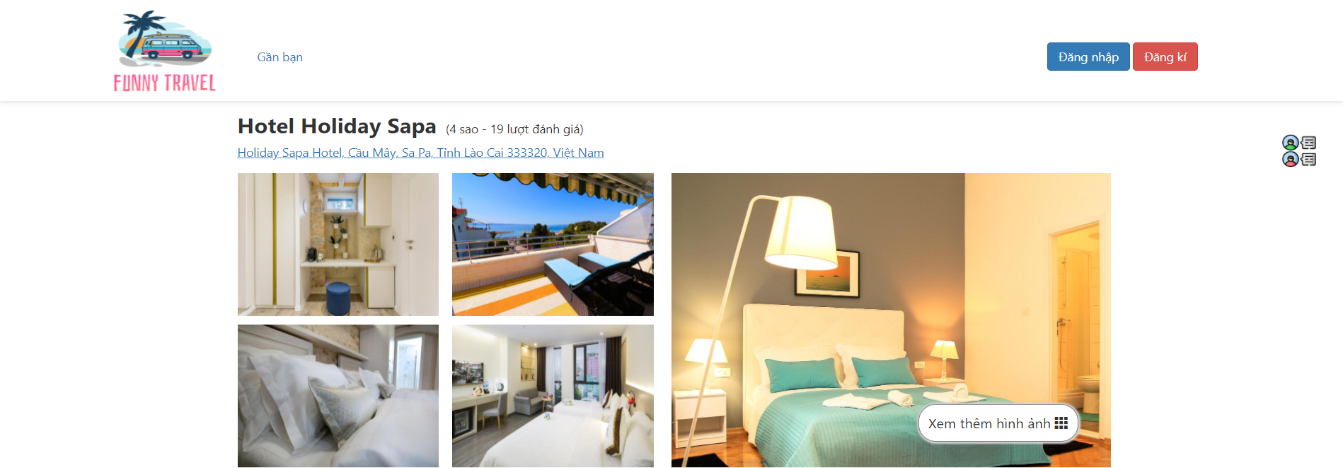 FUNNY TRAVEL
Gần bạn
Đăng nhập
Đăng kí
Hotel Holiday Sapa (4 sao - 19 lượt đánh giá)
Holiday Sapa Hotel, Cầu Mây, Sa Pa, Tỉnh Lào Cai 333320, Việt Nam
Xem thêm hình ảnh